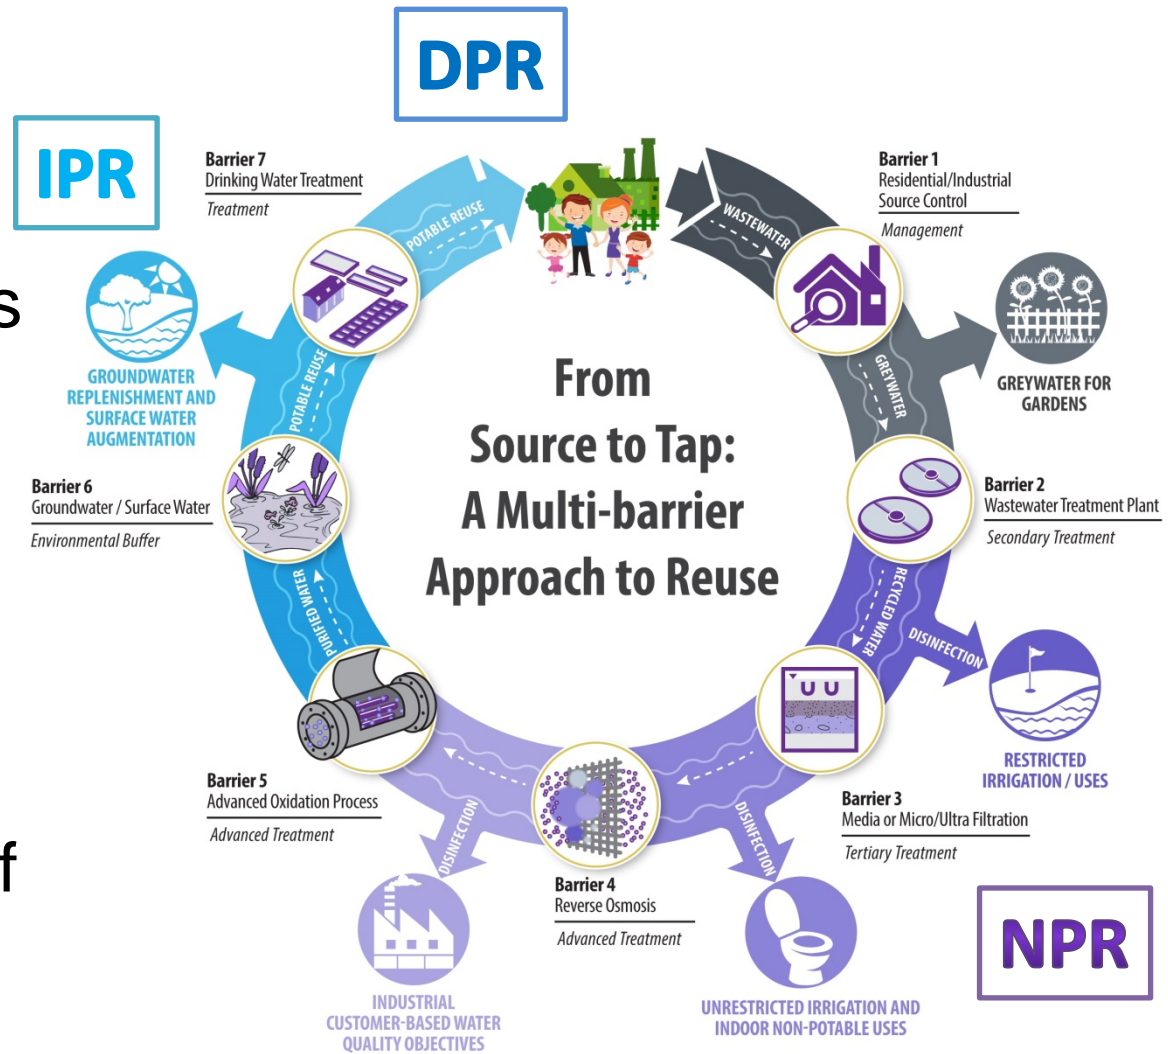 DPR
IPR
s
f
NPR
From
Source to Tap:
A Multi-barrier
Approach to Reuse
WASTEWATER
Barrier 1
Residential/Industrial
Source Control
Management
GREYWATER
GREYWATER FOR
GARDENS
Barrier 2
Wastewater Treatment Plant
Secondary Treatment
RECYCLED WATER
DISINFECTION
RESTRICTED
IRRIGATION / USES
Barrier 3
Media or Micro/Ultra Filtration
Tertiary Treatment
DISINFECTION
UNRESTRICTED IRRIGATION AND
INDOOR NON-POTABLE USES
Barrier 4
Reverse Osmosis
Advanced Treatment
DISINFECTION
INDUSTRIAL
CUSTOMER-BASED WATER
QUALITY OBJECTIVES
Barrier 5
Advanced Oxidation Process
Advanced Treatment
PURIFIED WATER
Barrier 6
Groundwater / Surface Water
Environmental Buffer
POTABLE REUSE
GROUNDWATER
REPLENISHMENT AND
SURFACE WATER
AUGMENTATION
Barrier 7
Drinking Water Treatment
Treatment
POTABLE REUSE